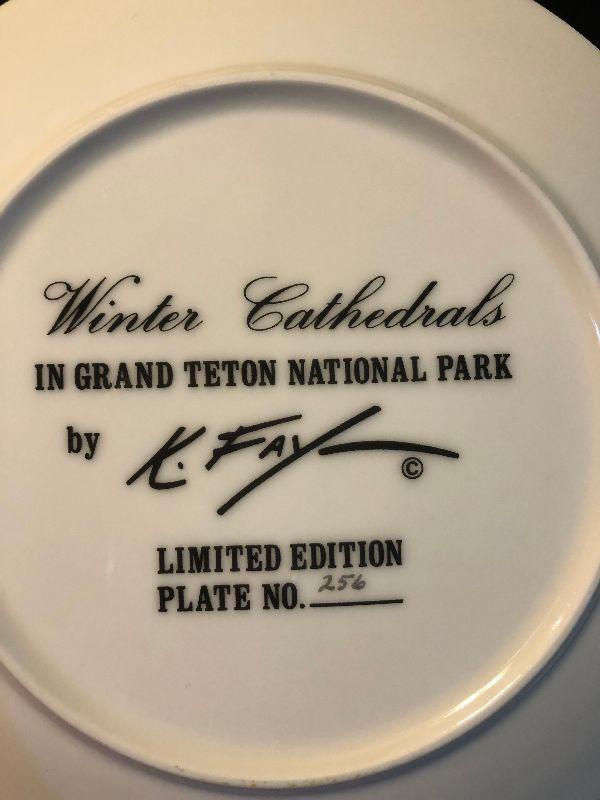 Winter Cathedrals
IN GRAND TETON NATIONAL PARK
by K. FAY ©
LIMITED EDITION
PLATE NO. 256